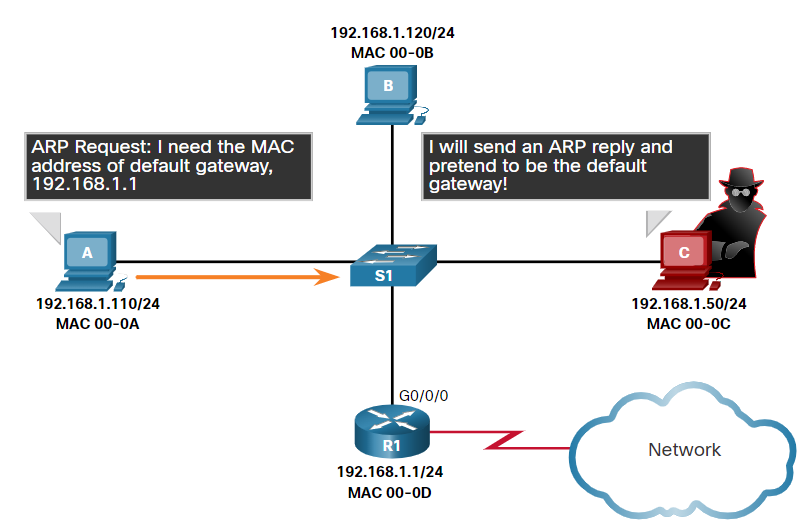 192.168.1.120/24
MAC 00-0B
B
ARP Request: I need the MAC
address of default gateway,
192.168.1.1
I will send an ARP reply and
pretend to be the default
gateway!
A
S1
C
192.168.1.110/24
MAC 00-0A
192.168.1.50/24
MAC 00-0C
G0/0/0
R1
Network
192.168.1.1/24
MAC 00-0D